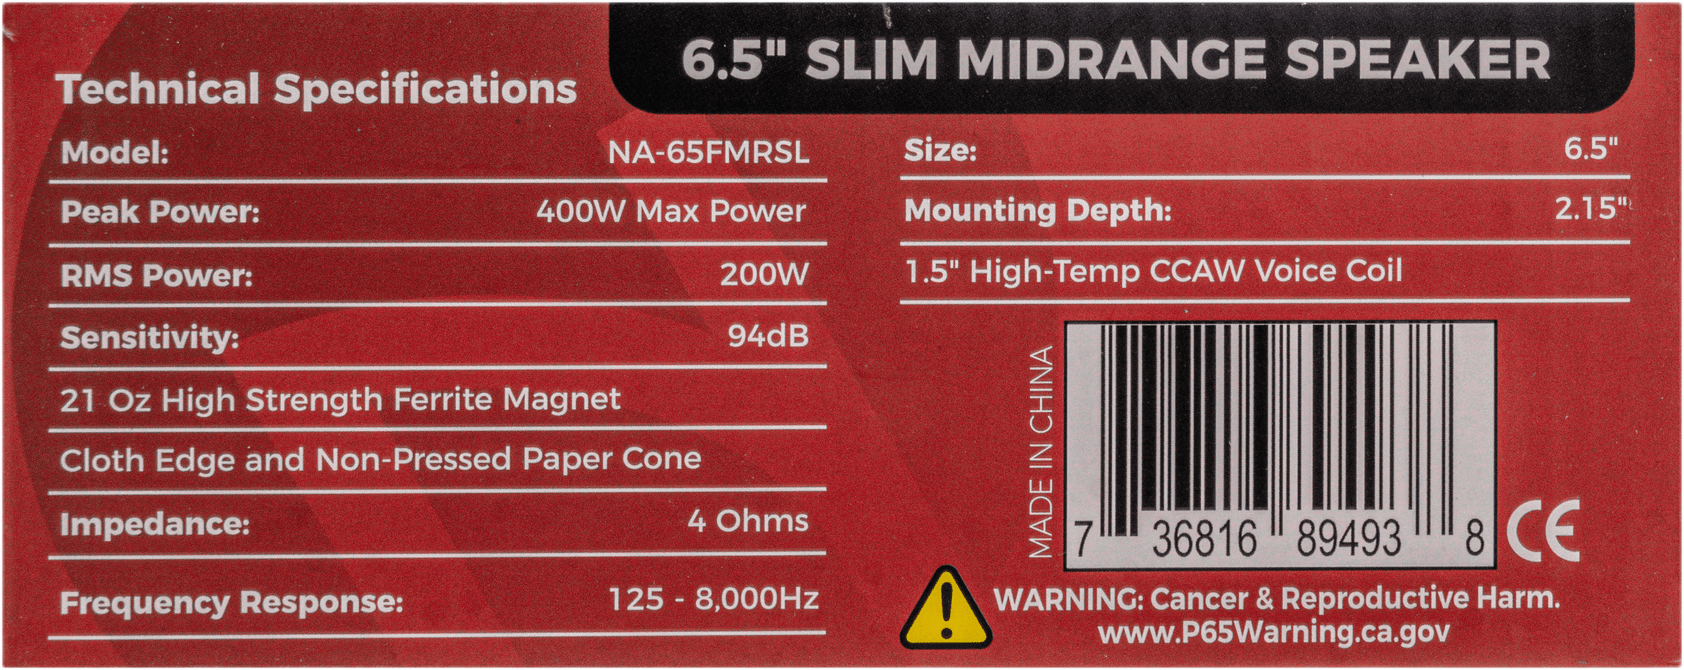 6.5" SLIM MIDRANGE SPEAKER
Technical Specifications
Model: NA-65FMRSL
Peak Power: 400W Max Power
RMS Power: 200W
Sensitivity: 94dB
21 Oz High Strength Ferrite Magnet
Cloth Edge and Non-Pressed Paper Cone
Impedance: 4 Ohms
Frequency Response: 125 - 8,000Hz
Size: 6.5"
Mounting Depth: 2.15"
1.5" High-Temp CCAW Voice Coil
MADE IN CHINA
7 36816 89493 8
CE
WARNING: Cancer & Reproductive Harm.
www.P65Warning.ca.gov